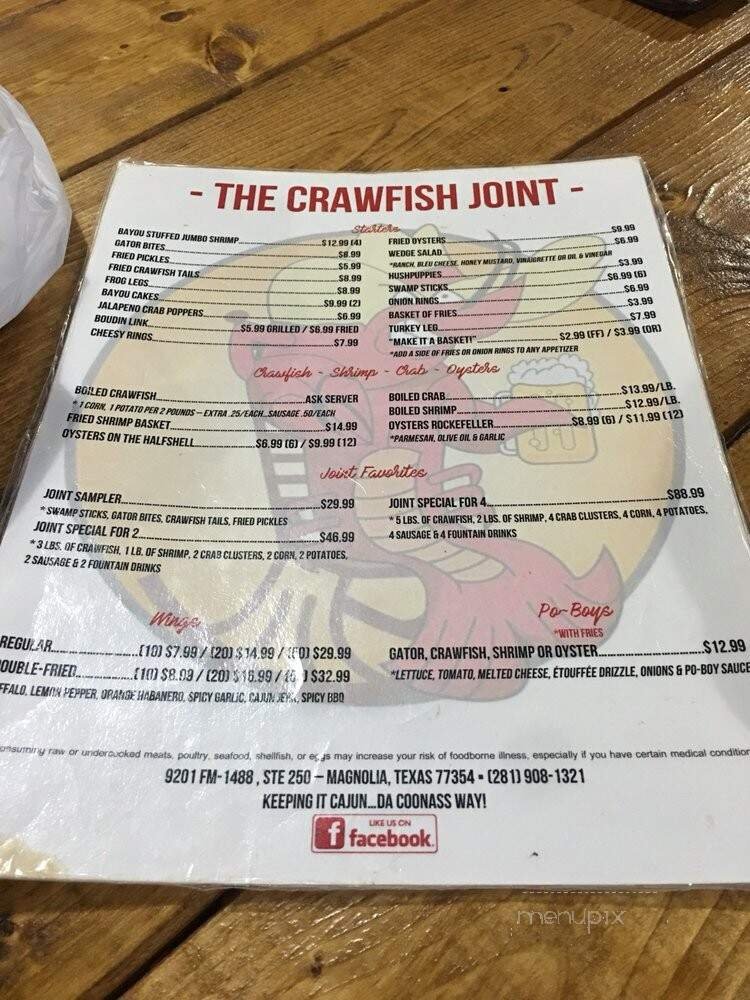 - THE CRAWFISH JOINT -
Starters
BAYOU STUFFED JUMBO SHRIMP $12.99 (4)
GATOR BITES $8.99
FRIED PICKLES $5.99
FRIED CRAWFISH TAILS $8.99
FROG LEGS $8.99
BAYOU CAKES $9.99 (2)
JALAPENO CRAB POPPERS $6.99
BOUDIN LINK $5.99 GRILLED / $6.99 FRIED
CHEESY RINGS $7.99
FRIED OYSTERS $9.99
WEDGE SALAD $6.99
*RANCH, BLEU CHEESE, HONEY MUSTARD, VINAIGRETTE OR OIL & VINEGAR
HUSHPUPPIES $3.99
SWAMP STICKS $6.99 (6)
ONION RINGS $6.99
BASKET OF FRIES $3.99
TURKEY LEG $7.99
"MAKE IT A BASKET!" $2.99 (FF) / $3.99 (OR)
*ADD A SIDE OF FRIES OR ONION RINGS TO ANY APPETIZER
Crawfish - Shrimp - Crab - Oysters
BOILED CRAWFISH ASK SERVER
* 1 CORN, 1 POTATO PER 2 POUNDS – EXTRA .25/EACH...SAUSAGE .50/EACH
FRIED SHRIMP BASKET $14.99
OYSTERS ON THE HALFSHELL $6.99 (6) / $9.99 (12)
BOILED CRAB $13.99/LB.
BOILED SHRIMP $12.99/LB.
OYSTERS ROCKEFELLER $8.99 (6) / $11.99 (12)
*PARMESAN, OLIVE OIL & GARLIC
Joint Favorites
JOINT SAMPLER $29.99
* SWAMP STICKS, GATOR BITES, CRAWFISH TAILS, FRIED PICKLES
JOINT SPECIAL FOR 2 $46.99
* 3 LBS. OF CRAWFISH, 1 LB. OF SHRIMP, 2 CRAB CLUSTERS, 2 CORN, 2 POTATOES,
2 SAUSAGE & 2 FOUNTAIN DRINKS
JOINT SPECIAL FOR 4 $88.99
* 5 LBS. OF CRAWFISH, 2 LBS. OF SHRIMP, 4 CRAB CLUSTERS, 4 CORN, 4 POTATOES,
4 SAUSAGE & 4 FOUNTAIN DRINKS
Wings
REGULAR (10) $7.99 / (20) $14.99 / (50) $29.99
OUBLE-FRIED (10) $8.99 / (20) $16.99 / $32.99
FFALO, LEMON PEPPER, ORANGE HABANERO, SPICY GARLIC, CAJUN JERK, SPICY BBQ
Po-Boys
*WITH FRIES
GATOR, CRAWFISH, SHRIMP OR OYSTER $12.99
*LETTUCE, TOMATO, MELTED CHEESE, ÉTOUFFÉE DRIZZLE, ONIONS & PO-BOY SAUCE
onsuming raw or undercooked meats, poultry, seafood, shellfish, or eggs may increase your risk of foodborne illness, especially if you have certain medical condition
9201 FM-1488, STE 250 – MAGNOLIA, TEXAS 77354 • (281) 908-1321
KEEPING IT CAJUN...DA COONASS WAY!
LIKE US ON
f facebook.
menupix